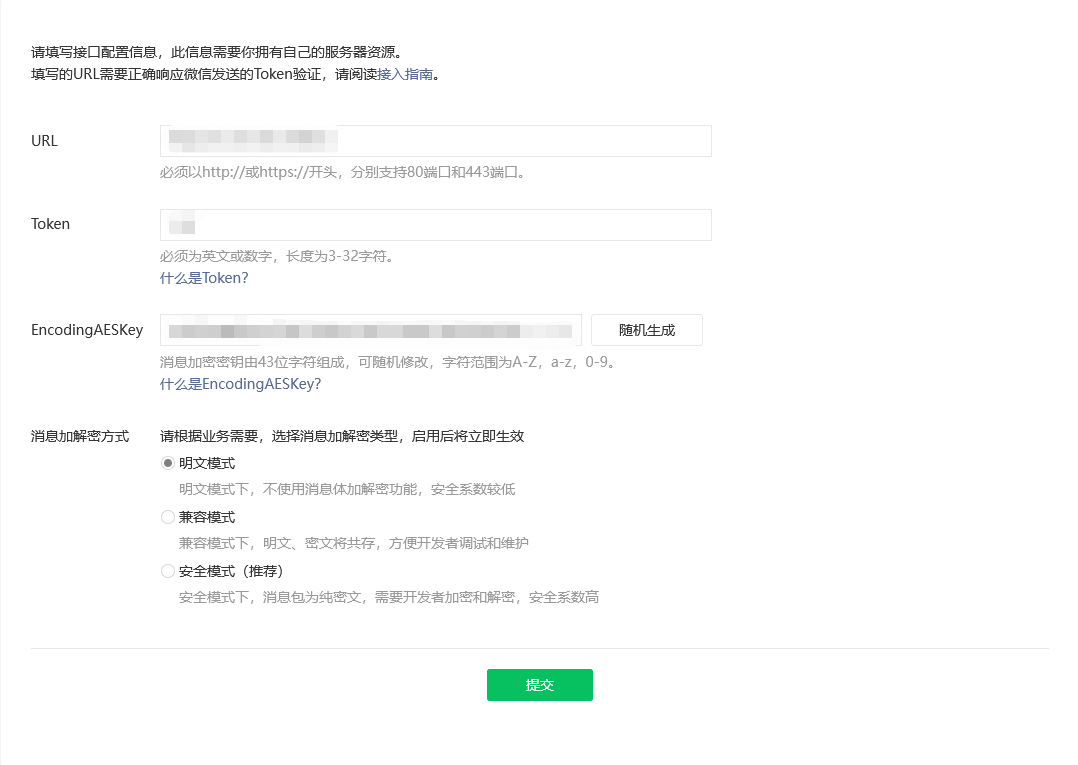 请填写接口配置信息，此信息需要你拥有自己的服务器资源。
填写的URL需要正确响应微信发送的Token验证，请阅读接入指南。
URL
必须以http://或https://开头，分别支持80端口和443端口。
Token
必须为英文或数字，长度为3-32字符。
什么是Token?
EncodingAESKey
随机生成
消息加密密钥由43位字符组成，可随机修改，字符范围为A-Z，a-z，0-9。
什么是EncodingAESKey?
消息加解密方式
请根据业务需要，选择消息加解密类型，启用后将立即生效
明文模式
明文模式下，不使用消息体加解密功能，安全系数较低
兼容模式
兼容模式下，明文、密文将共存，方便开发者调试和维护
安全模式（推荐）
安全模式下，消息包为纯密文，需要开发者加密和解密，安全系数高
提交